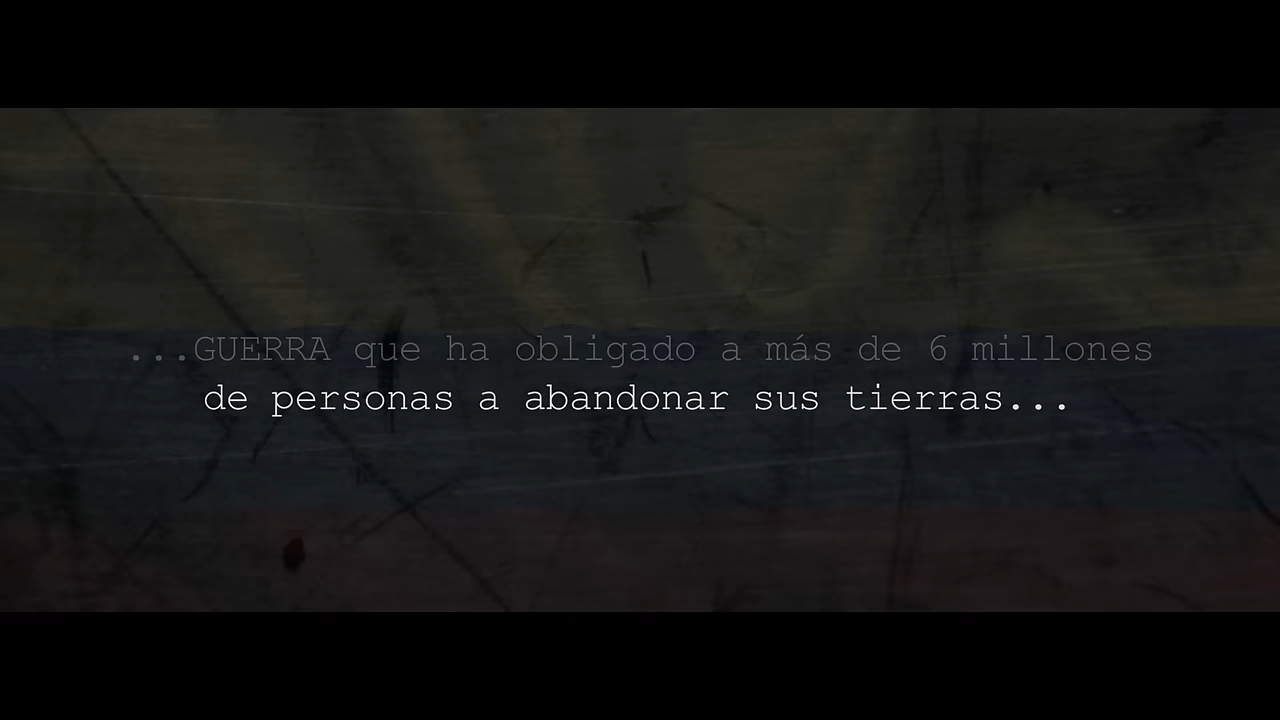 ...GUERRA que ha obligado a más de 6 millones
de personas a abandonar sus tierras...